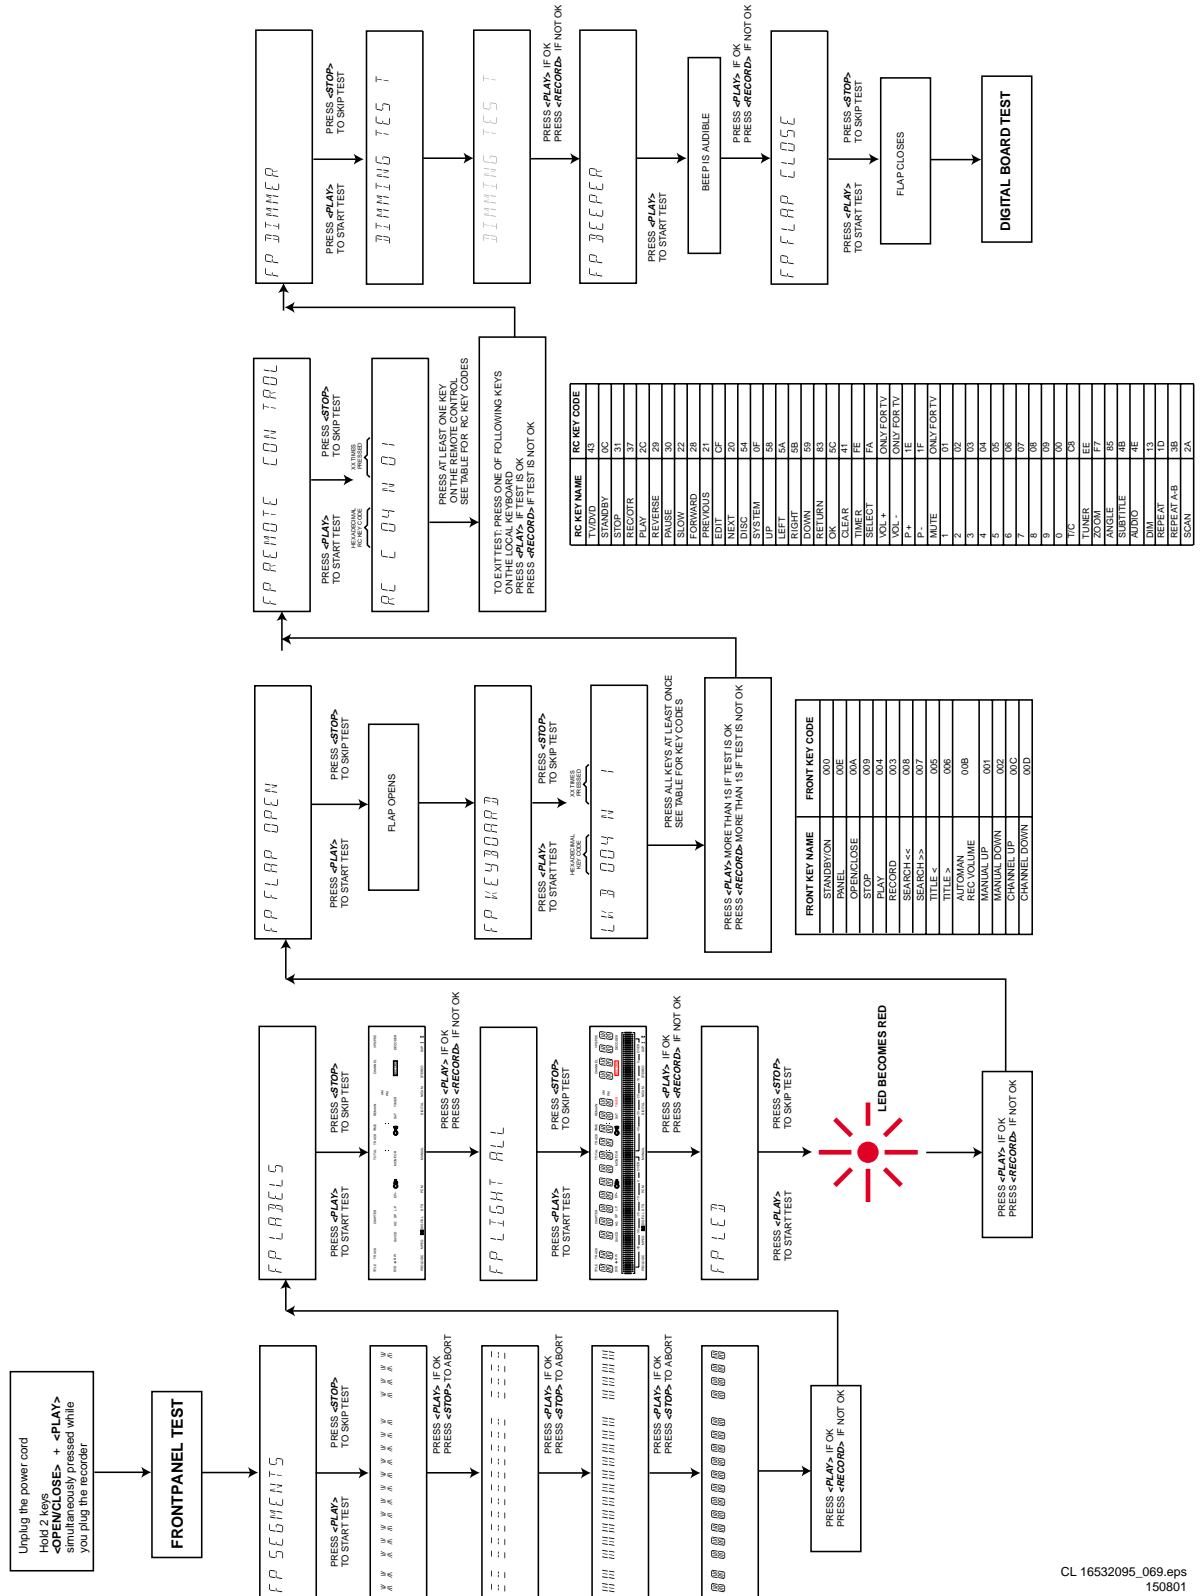 Unplug the power cord
Hold 2 keys
<OPEN/CLOSE> + <PLAY>
simultaneously pressed while
you plug the recorder
FRONTPANEL TEST
FP SEGMENTS
PRESS <PLAY>
TO START TEST
PRESS <STOP>
TO SKIP TEST
PRESS <PLAY> IF OK
PRESS <STOP> TO ABORT
PRESS <PLAY> IF OK
PRESS <STOP> TO ABORT
PRESS <PLAY> IF OK
PRESS <STOP> TO ABORT
PRESS <PLAY> IF OK
PRESS <RECORD> IF NOT OK
FP LABELS
PRESS <PLAY>
TO START TEST
PRESS <STOP>
TO SKIP TEST
PRESS <PLAY> IF OK
PRESS <RECORD> IF NOT OK
FP LIGHT ALL
PRESS <PLAY>
TO START TEST
PRESS <STOP>
TO SKIP TEST
PRESS <PLAY> IF OK
PRESS <RECORD> IF NOT OK
FP LED
PRESS <PLAY>
TO START TEST
PRESS <STOP>
TO SKIP TEST
LED BECOMES RED
PRESS <PLAY> IF OK
PRESS <RECORD> IF NOT OK
FP FLAP OPEN
PRESS <PLAY>
TO START TEST
PRESS <STOP>
TO SKIP TEST
FLAP OPENS
FP KEYBOARD
PRESS <PLAY>
TO START TEST
PRESS <STOP>
TO SKIP TEST
HEXADECIMAL
KEY CODE
XX TIMES
PRESSED
LK B 004 N 1
PRESS ALL KEYS AT LEAST ONCE
SEE TABLE FOR KEY CODES
PRESS <PLAY> MORE THAN 1S IF TEST IS OK
PRESS <RECORD> MORE THAN 1S IF TEST IS NOT OK
FRONT KEY NAME FRONT KEY CODE
STANDBY/ON 000
PANEL 00E
OPEN/CLOSE 00A
STOP 009
PLAY 004
RECORD 003
SEARCH << 008
SEARCH >> 007
TITLE < 005
TITLE > 006
AUTOMAN
REC VOLUME 00B
MANUAL UP 001
MANUAL DOWN 002
CHANNEL UP 00C
CHANNEL DOWN 00D
FP REMOTE CON TROL
PRESS <PLAY>
TO START TEST
PRESS <STOP>
TO SKIP TEST
HEXADECIMAL
RC KEY CODE
XX TIMES
PRESSED
RC C 04 N 01
PRESS AT LEAST ONE KEY
ON THE REMOTE CONTROL
SEE TABLE FOR RC KEY CODES
TO EXIT TEST: PRESS ONE OF FOLLOWING KEYS
ON THE LOCAL KEYBOARD
PRESS <PLAY> IF TEST IS OK
PRESS <RECORD> IF TEST IS NOT OK
RC KEY NAME RC KEY CODE
TV/DVD 43
STANDBY 0C
STOP 31
REC/OTR 37
PLAY 2C
REVERSE 29
PAUSE 30
SLOW 22
FORWARD 28
PREVIOUS 21
EDIT CF
NEXT 20
DISC 54
SYSTEM 0F
UP 58
LEFT 5A
RIGHT 5B
DOWN 59
RETURN 83
OK 5C
CLEAR 41
TIMER FE
SELECT FA
VOL + ONLY FOR TV
VOL - ONLY FOR TV
P + 1E
P - 1F
MUTE ONLY FOR TV
1 01
2 02
3 03
4 04
5 05
6 06
7 07
8 08
9 09
0 00
T/C C8
TUNER EE
ZOOM F7
ANGLE 85
SUBTITLE 4B
AUDIO 4E
DIM 13
REPEAT 1D
REPEAT A-B 3B
SCAN 2A
FP DIMMER
PRESS <PLAY>
TO START TEST
PRESS <STOP>
TO SKIP TEST
DIMMING TES T
DIMMING TES T
PRESS <PLAY> IF OK
PRESS <RECORD> IF NOT OK
FP BEEPER
PRESS <PLAY>
TO START TEST
BEEP IS AUDIBLE
PRESS <PLAY> IF OK
PRESS <RECORD> IF NOT OK
FP FLAP CLOSE
PRESS <PLAY>
TO START TEST
PRESS <STOP>
TO SKIP TEST
FLAP CLOSES
DIGITAL BOARD TEST
CL 16532095_069.eps
150801